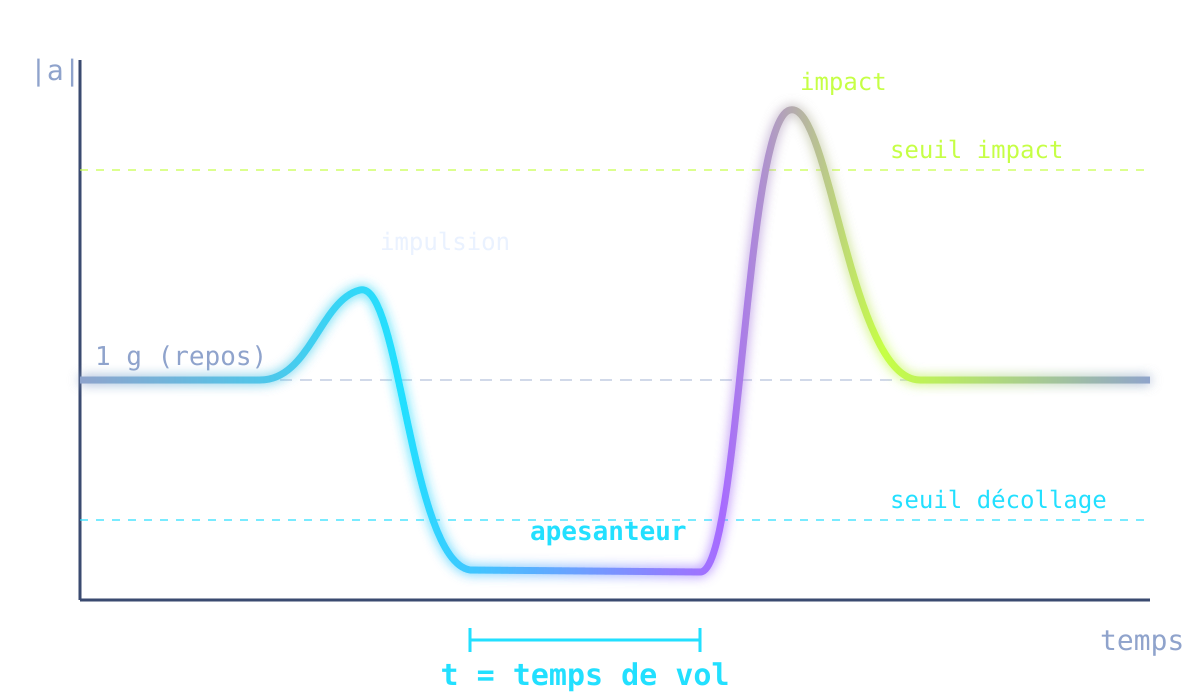 |a|
impact
seuil impact
impulsion
1 g (repos)
seuil décollage
apesanteur
temps
t = temps de vol